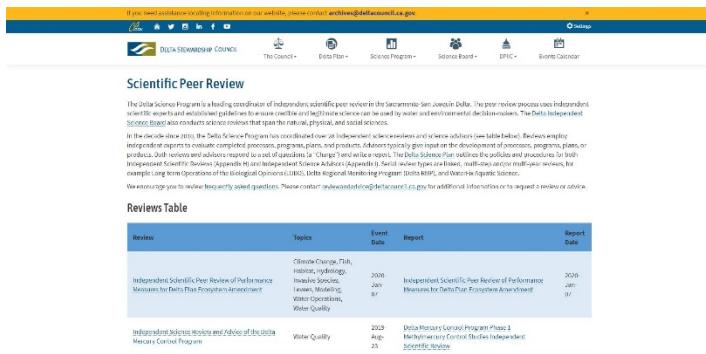 If you need assistance locating information on our website, please contact archives@deltacouncil.ca.gov
Settings
DELTA STEWARDSHIP COUNCIL
The Council
Delta Plan
Science Program
Science Board
DPIIC
Events Calendar
Scientific Peer Review
The Delta Science Program is a leading coordinator of independent scientific peer review in the Sacramento-San Joaquin Delta. The peer review process uses independent
scientific experts and established guidelines to ensure credible and legitimate science can be used by water and environmental decision-makers. The Delta Independent
Science Board also conducts science reviews that span the natural, physical, and social sciences.
In the decade since 2010, the Delta Science Program has coordinated over 28 independent science reviews and science advisors (see table below). Reviews employ
independent experts to evaluate completed processes, programs, plans, and products. Advisors typically give input on the development of processes, programs, plans, or
products. Both reviews and advisors respond to a set of questions (a "Charge") and write a report. The Delta Science Plan outlines the policies and procedures for both
Independent Scientific Reviews (Appendix H) and Independent Science Advisors (Appendix I). Serial review types are linked, multi-step and/or multi-year reviews, for
example Long-term Operations of the Biological Opinions (LOBO), Delta Regional Monitoring Program (Delta RMP), and WaterFix Aquatic Science.
We encourage you to review frequently asked questions. Please contact reviewandadvice@deltacouncil.ca.gov for additional information or to request a review or advice.
Reviews Table
Review
Topics
Event Date
Report
Report Date
Independent Scientific Peer Review of Performance
Measures for Delta Plan Ecosystem Amendment
Climate Change, Fish,
Habitat, Hydrology,
Invasive Species,
Levees, Modeling,
Water Operations,
Water Quality
2020-
Jan-
07
Independent Scientific Peer Review of Performance
Measures for Delta Plan Ecosystem Amendment
2020-
Jan-
07
Independent Science Review and Advice of the Delta
Mercury Control Program
Water Quality
2019-
Aug-
23
Delta Mercury Control Program Phase 1
Methylmercury Control Studies Independent
Scientific Review